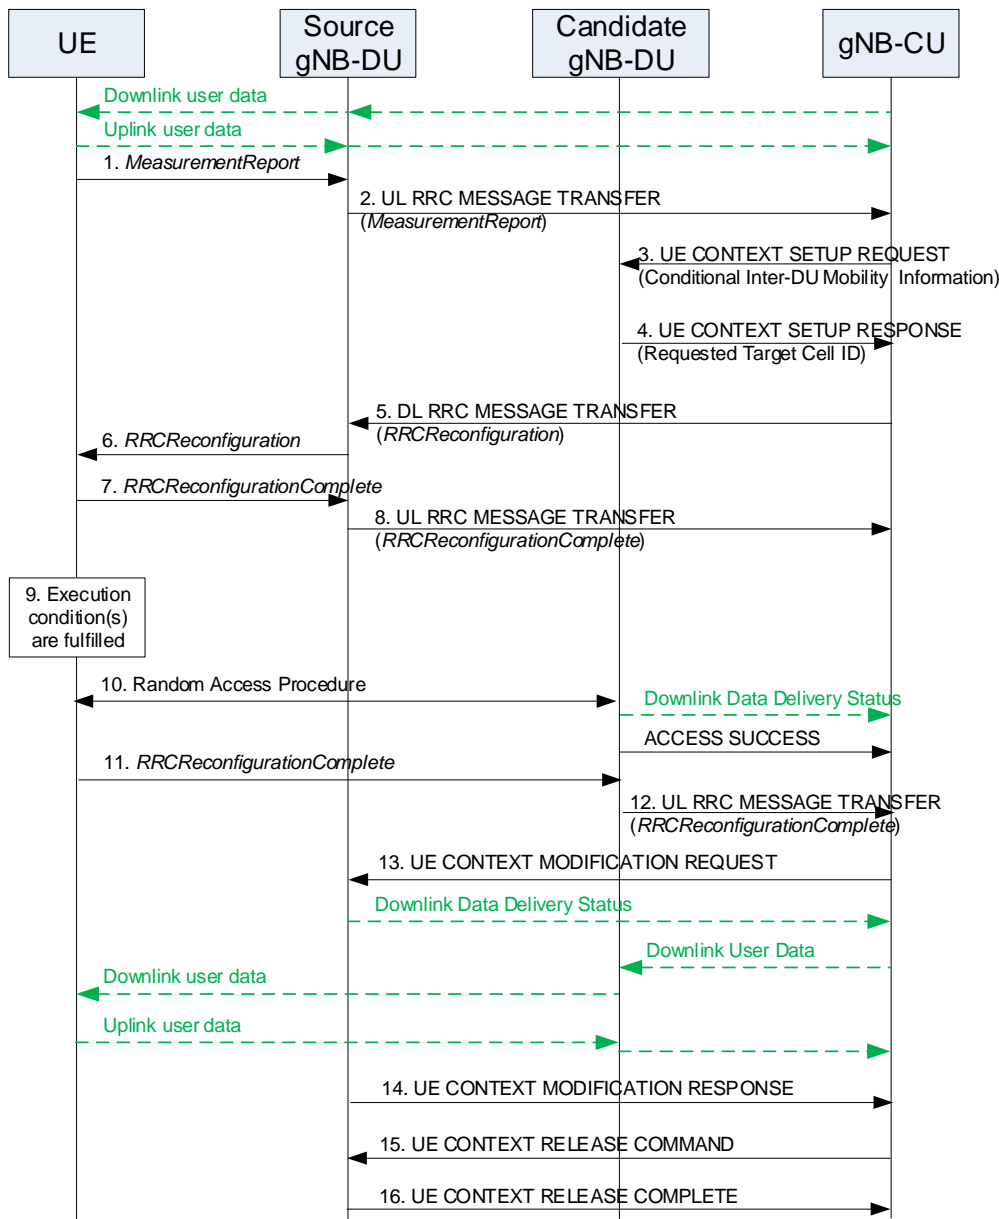 UE
Source
gNB-DU
Candidate
gNB-DU
gNB-CU
Downlink user data
Uplink user data
1. MeasurementReport
2. UL RRC MESSAGE TRANSFER
(MeasurementReport)
3. UE CONTEXT SETUP REQUEST
(Conditional Inter-DU Mobility Information)
4. UE CONTEXT SETUP RESPONSE
(Requested Target Cell ID)
5. DL RRC MESSAGE TRANSFER
(RRCReconfiguration)
6. RRCReconfiguration
7. RRCReconfigurationComplete
8. UL RRC MESSAGE TRANSFER
(RRCReconfigurationComplete)
9. Execution
condition(s)
are fulfilled
10. Random Access Procedure
Downlink Data Delivery Status
ACCESS SUCCESS
11. RRCReconfigurationComplete
12. UL RRC MESSAGE TRANSFER
(RRCReconfigurationComplete)
13. UE CONTEXT MODIFICATION REQUEST
Downlink Data Delivery Status
Downlink User Data
Downlink user data
Uplink user data
14. UE CONTEXT MODIFICATION RESPONSE
15. UE CONTEXT RELEASE COMMAND
16. UE CONTEXT RELEASE COMPLETE